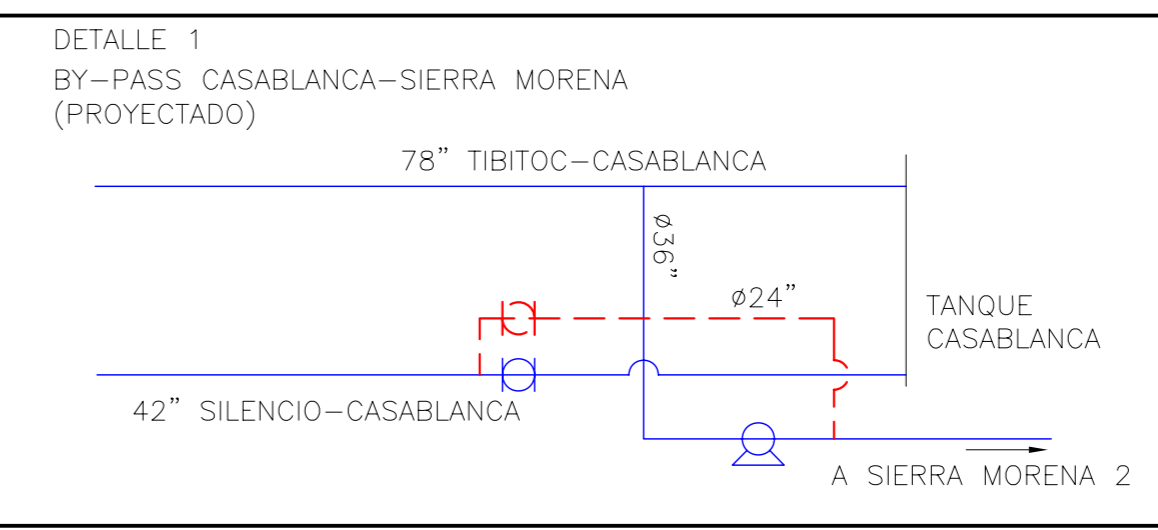 DETALLE 1
BY-PASS CASABLANCA-SIERRA MORENA
(PROYECTADO)
78" TIBITOC-CASABLANCA
ø36"
ø24"
TANQUE
CASABLANCA
42" SILENCIO-CASABLANCA
A SIERRA MORENA 2